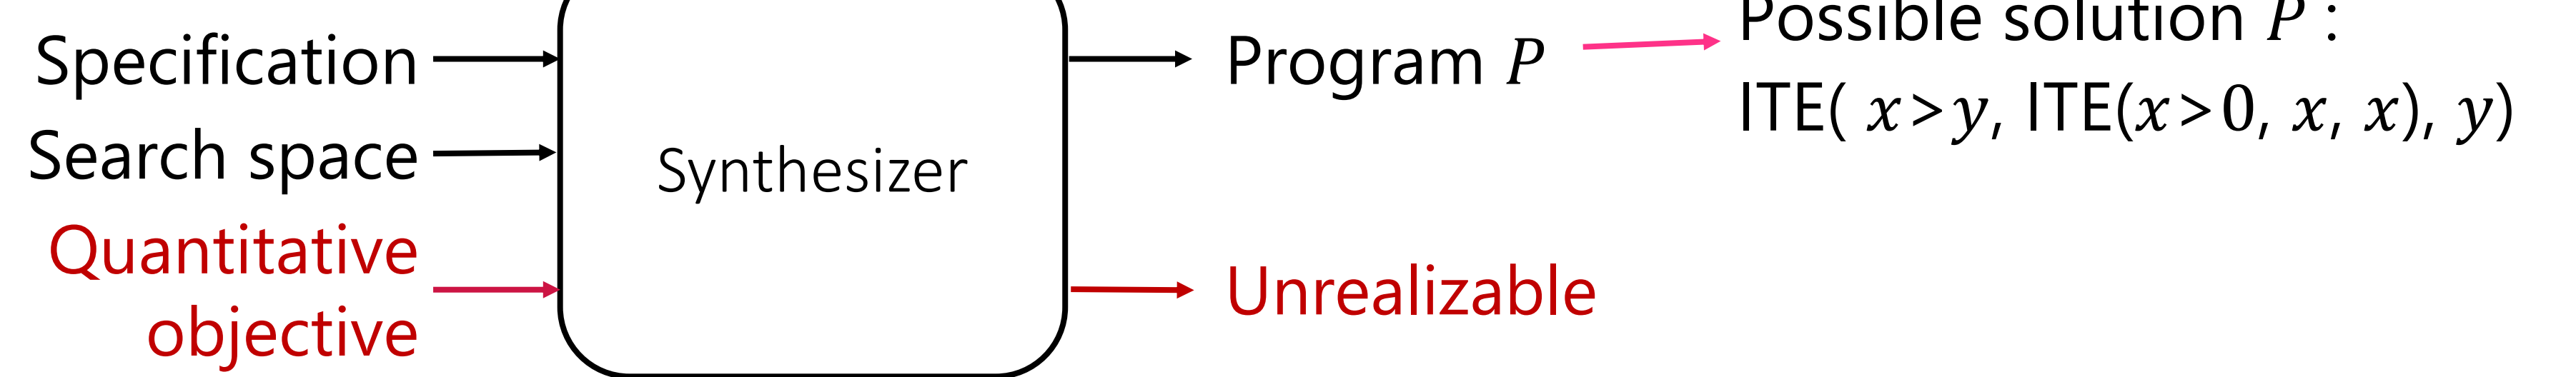 Specification
Search space
Quantitative
objective
Synthesizer
Program P
Unrealizable
Possible solution P :
ITE( x>y, ITE(x>0, x, x), y)